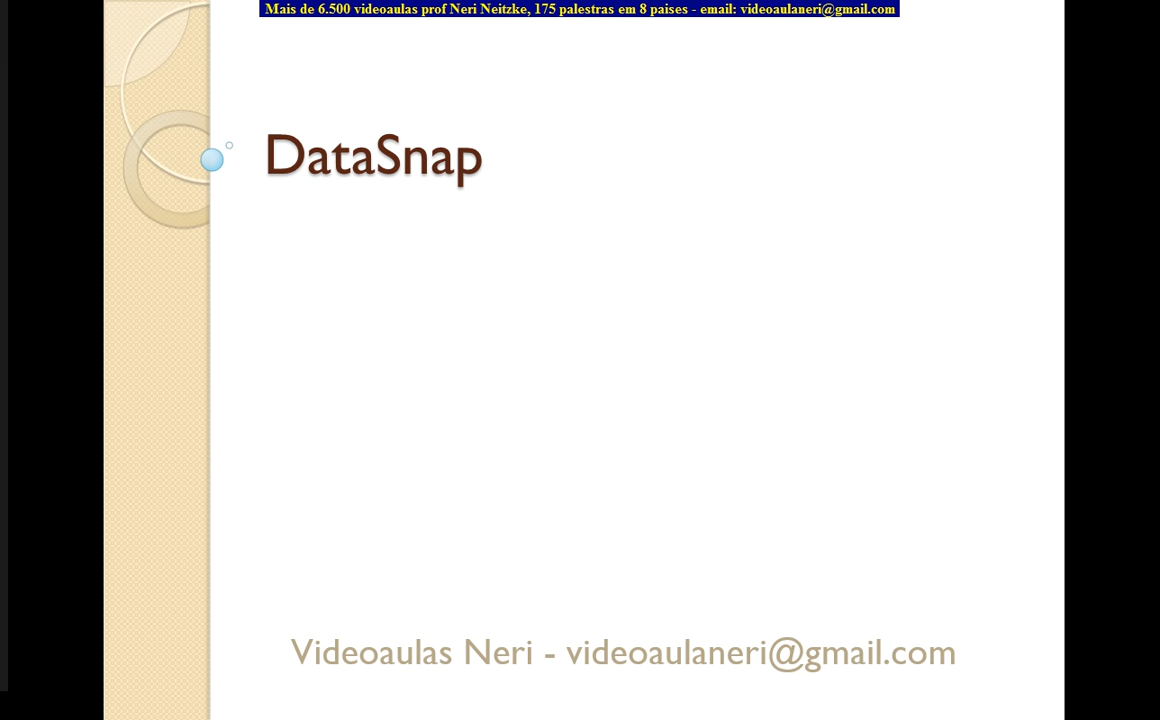 Mais de 6.500 videoaulas prof Neri Neitzke, 175 palestras em 8 paises - email: videoaulaneri@gmail.com
DataSnap
Videoaulas Neri - videoaulaneri@gmail.com